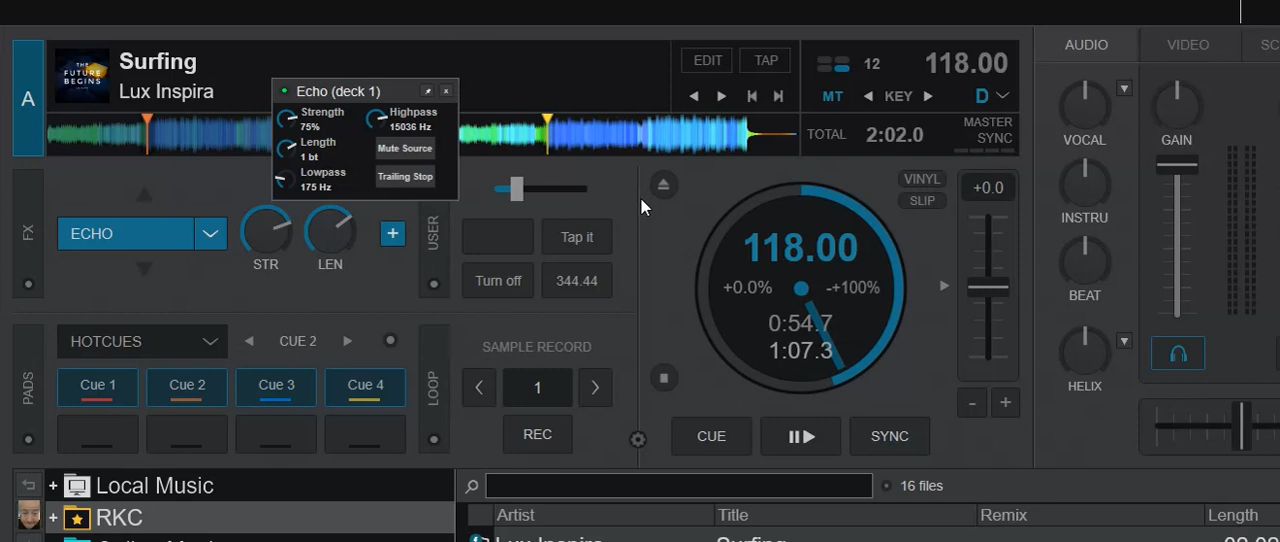 A
THE
FUTURE
BEGINS
Surfing
Lux Inspira
EDIT
TAP
12
118.00
MT
KEY
D
TOTAL
2:02.0
MASTER
SYNC
Echo (deck 1)
x
Strength
75%
Highpass
15036 Hz
Length
1 bt
Mute Source
Lowpass
175 Hz
Trailing Stop
FX
ECHO
STR
LEN
+
USER
Tap it
Turn off
344.44
VINYL
SLIP
+0.0
118.00
+0.0%
-+100%
0:54.7
1:07.3
- +
PADS
HOTCUES
CUE 2
Cue 1
Cue 2
Cue 3
Cue 4
LOOP
SAMPLE RECORD
1
REC
CUE
SYNC
AUDIO
VIDEO
SC
VOCAL
GAIN
INSTRU
BEAT
HELIX
+ Local Music
+ RKC
16 files
Artist
Title
Remix
Length
Lux Inspira
Surfing